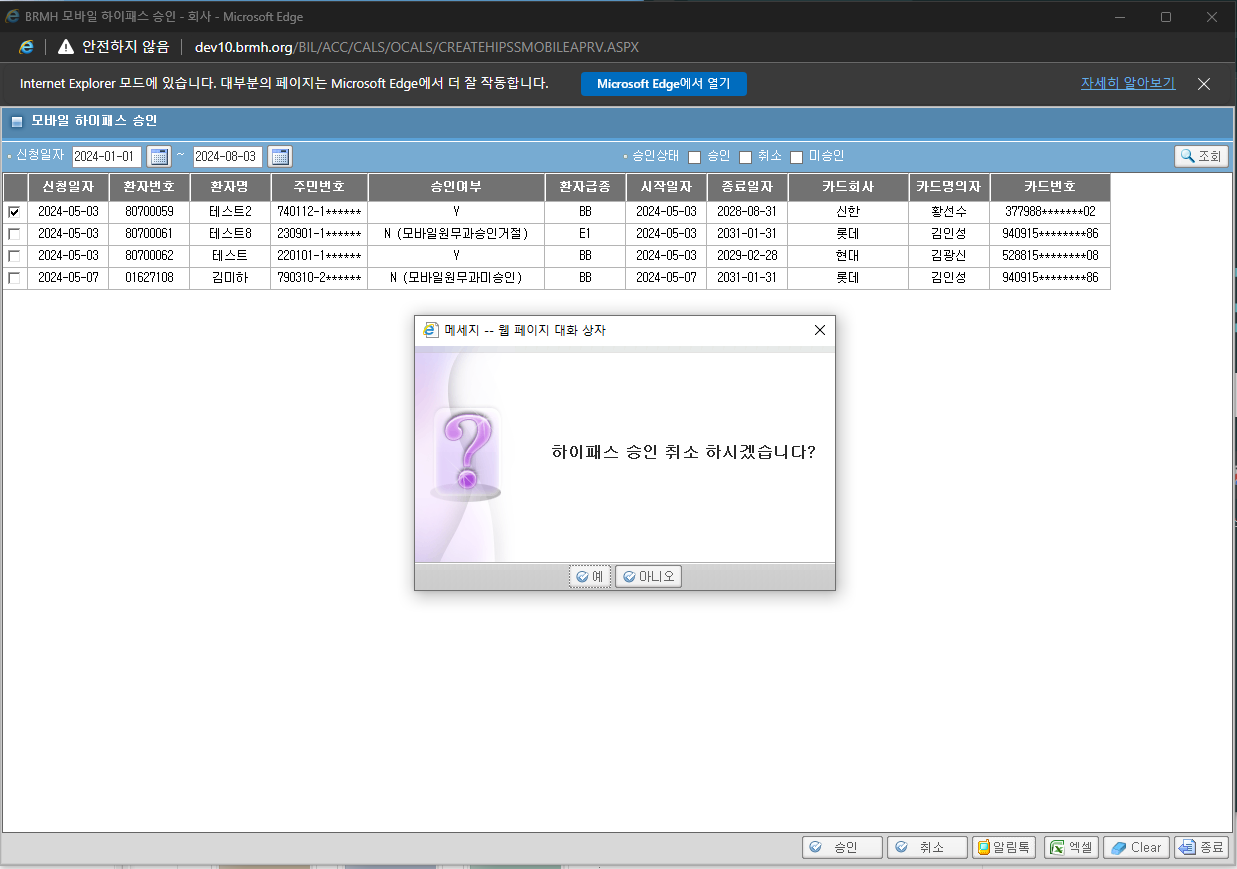 BRMH 모바일 하이패스 승인 - 회사 - Microsoft Edge
안전하지 않음 dev10.brmh.org/BIL/ACC/CALS/OCALS/CREATEHIPSSMOBILEAPRV.ASPX
Internet Explorer 모드에 있습니다. 대부분의 페이지는 Microsoft Edge에서 더 잘 작동합니다. Microsoft Edge에서 열기 자세히 알아보기
모바일 하이패스 승인
신청일자 2024-01-01 ~ 2024-08-03 승인상태 승인 취소 미승인 조회
신청일자 환자번호 환자명 주민번호 승인여부 환자급종 시작일자 종료일자 카드회사 카드명의자 카드번호
2024-05-03 80700059 테스트2 740112-1****** Y BB 2024-05-03 2028-08-31 신한 황선수 377988*******02
2024-05-03 80700061 테스트8 230901-1****** N (모바일원무과승인거절) E1 2024-05-03 2031-01-31 롯데 김인성 940915********86
2024-05-03 80700062 테스트 220101-1****** Y BB 2024-05-03 2029-02-28 현대 김광신 528815********08
2024-05-07 01627108 김미하 790310-2****** N (모바일원무과미승인) BB 2024-05-07 2031-01-31 롯데 김인성 940915********86
메세지 -- 웹 페이지 대화 상자
하이패스 승인 취소 하시겠습니다?
예 아니오
승인 취소 알림톡 엑셀 Clear 종료